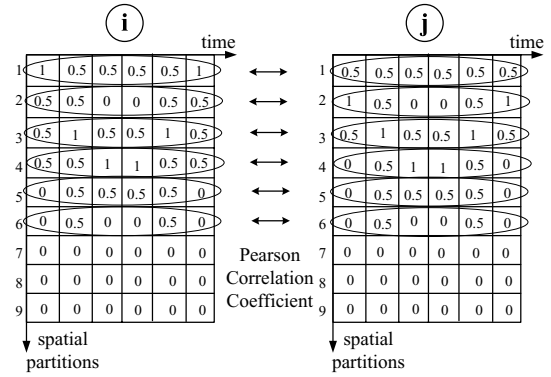 i j
time time
1 1 0.5 0.5 0.5 0.5 1 1 0.5 0.5 0.5 0.5 0.5 0.5
2 0.5 0.5 0 0 0.5 0.5 2 1 0.5 0 0 0.5 1
3 0.5 1 0.5 0.5 1 0.5 3 0.5 1 0.5 0.5 1 0.5
4 0.5 0.5 1 1 0.5 0.5 4 0 0.5 1 1 0.5 0
5 0 0.5 0.5 0.5 0.5 0 5 0 0.5 0.5 0.5 0.5 0
6 0 0.5 0 0 0.5 0 6 0 0.5 0 0 0.5 0
7 0 0 0 0 0 0 Pearson 7 0 0 0 0 0 0
8 0 0 0 0 0 0 Correlation 8 0 0 0 0 0 0
9 0 0 0 0 0 0 Coefficient 9 0 0 0 0 0 0
spatial spatial
partitions partitions